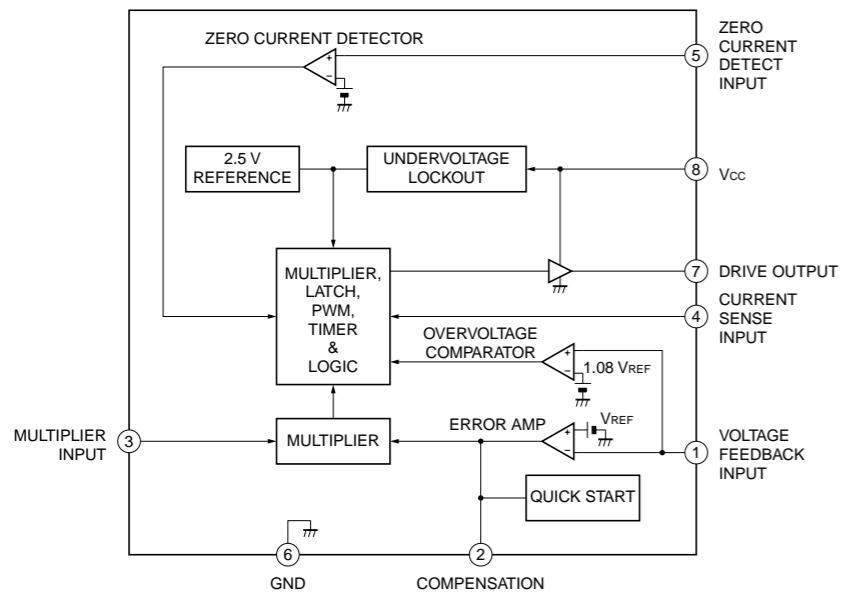 ZERO CURRENT DETECTOR
+
−
5
ZERO
CURRENT
DETECT
INPUT
2.5 V
REFERENCE
UNDERVOLTAGE
LOCKOUT
8
VCC
MULTIPLIER,
LATCH,
PWM,
TIMER
&
LOGIC
7
DRIVE OUTPUT
4
CURRENT
SENSE
INPUT
OVERVOLTAGE
COMPARATOR
+
−
1.08 VREF
MULTIPLIER
INPUT
3
MULTIPLIER
ERROR AMP
+
−
VREF
1
VOLTAGE
FEEDBACK
INPUT
QUICK START
6
GND
2
COMPENSATION